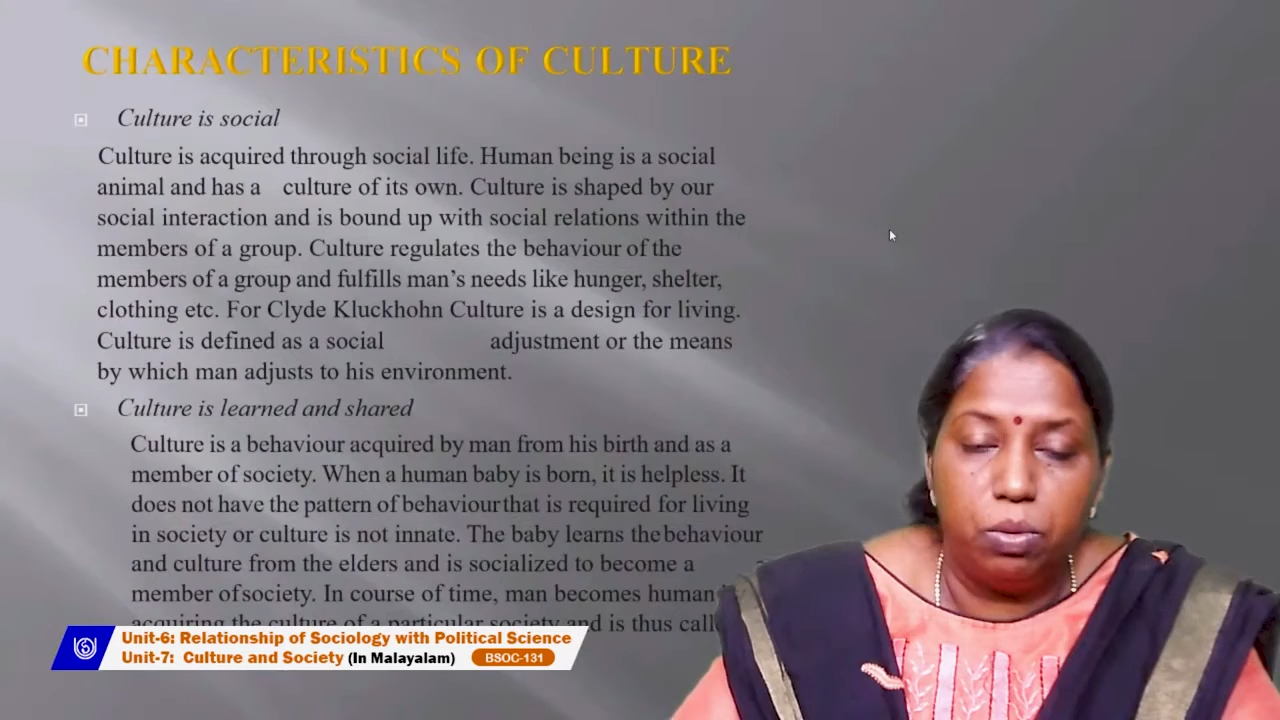 CHARACTERISTICS OF CULTURE
Culture is social
Culture is acquired through social life. Human being is a social
animal and has a culture of its own. Culture is shaped by our
social interaction and is bound up with social relations within the
members of a group. Culture regulates the behaviour of the
members of a group and fulfills man's needs like hunger, shelter,
clothing etc. For Clyde Kluckhohn Culture is a design for living.
Culture is defined as a social adjustment or the means
by which man adjusts to his environment.
Culture is learned and shared
Culture is a behaviour acquired by man from his birth and as a
member of society. When a human baby is born, it is helpless. It
does not have the pattern of behaviour that is required for living
in society or culture is not innate. The baby learns the behaviour
and culture from the elders and is socialized to become a
member of society. In course of time, man becomes human
acquiring the culture of a particular society and is thus
Unit-6: Relationship of Sociology with Political Science
Unit-7: Culture and Society (In Malayalam) BSOC-131